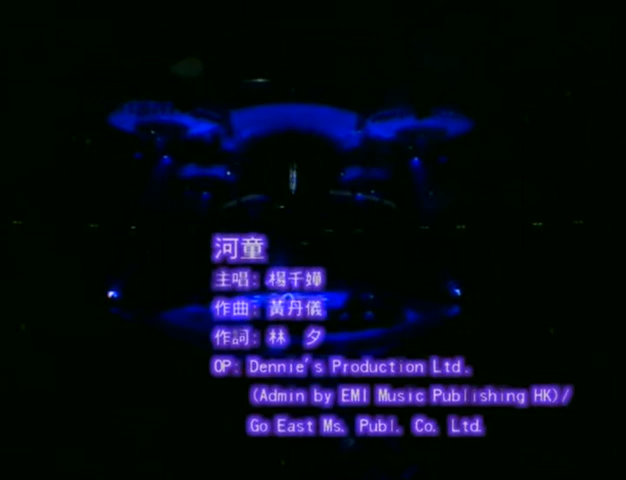 河童
主唱: 楊千嬅
作曲: 黃丹儀
作詞: 林 夕
OP: Dennie's Production Ltd.
(Admin by EMI Music Publishing HK)/
Go East Ms. Publ. Co. Ltd.